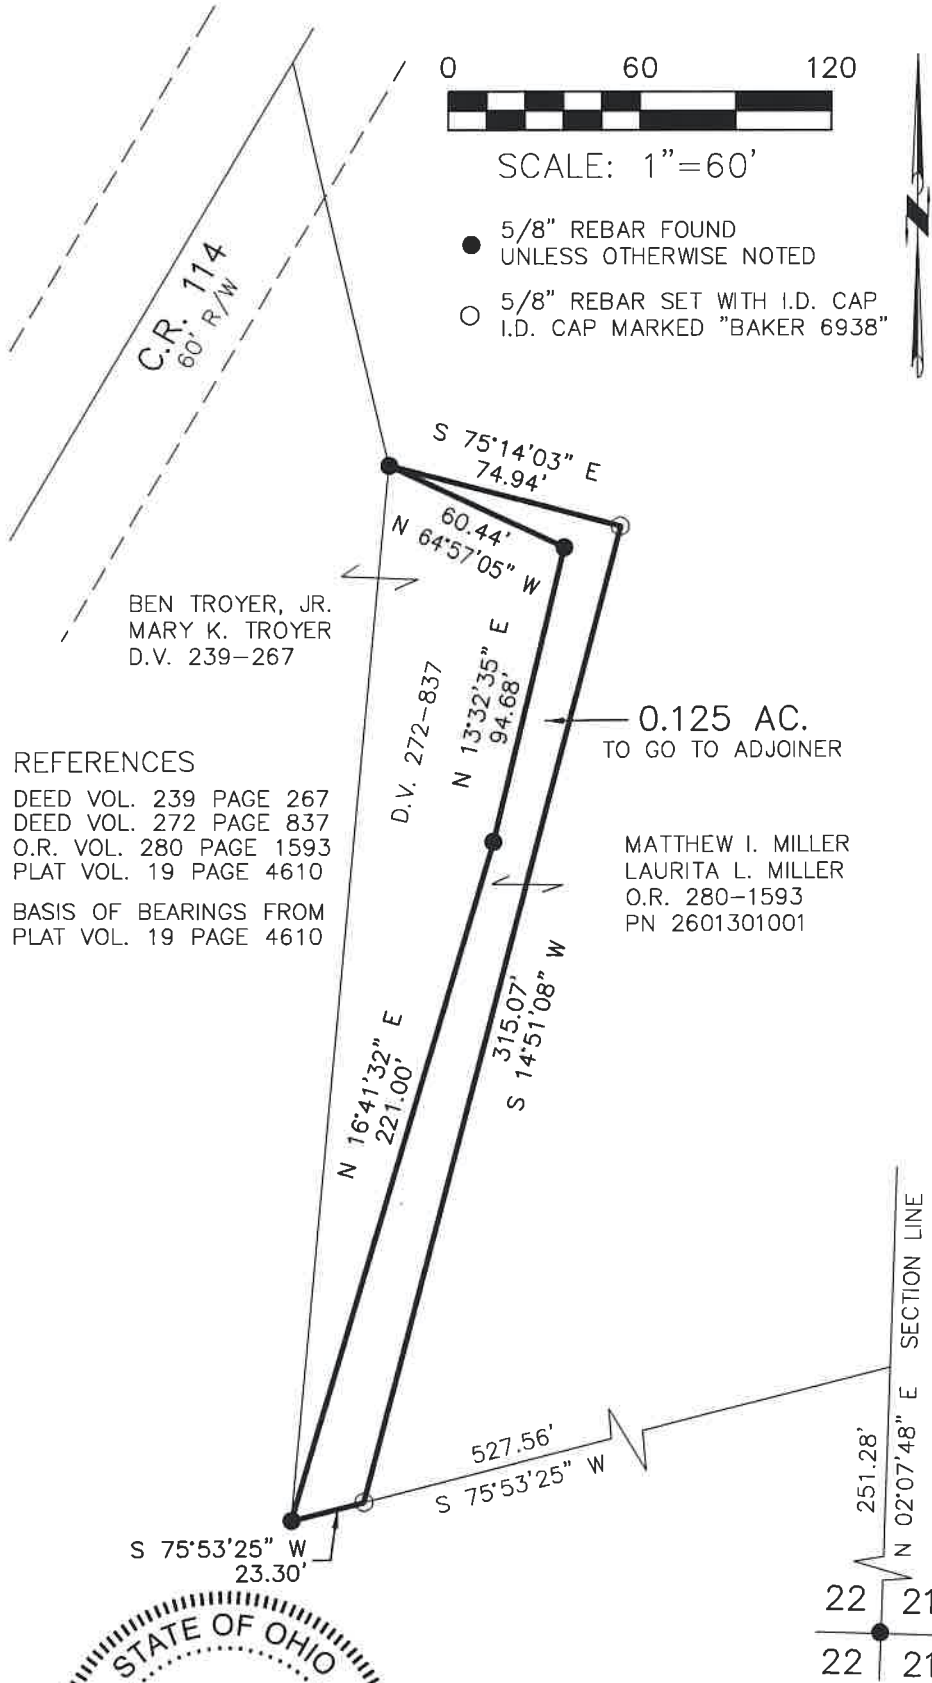 0 60 120
SCALE: 1"=60'
5/8" REBAR FOUND
UNLESS OTHERWISE NOTED
5/8" REBAR SET WITH I.D. CAP
I.D. CAP MARKED "BAKER 6938"
C.R. 114
60' R/W
S 75°14'03" E
74.94'
60.44'
N 64°57'05" W
BEN TROYER, JR.
MARY K. TROYER
D.V. 239-267
D.V. 272-837
N 13°32'35" E
94.68'
0.125 AC.
TO GO TO ADJOINER
REFERENCES
DEED VOL. 239 PAGE 267
DEED VOL. 272 PAGE 837
O.R. VOL. 280 PAGE 1593
PLAT VOL. 19 PAGE 4610
BASIS OF BEARINGS FROM
PLAT VOL. 19 PAGE 4610
MATTHEW I. MILLER
LAURITA L. MILLER
O.R. 280-1593
PN 2601301001
315.07'
S 14°51'08" W
N 16°41'32" E
221.00'
SECTION LINE
527.56'
S 75°53'25" W
251.28'
N 02°07'48" E
S 75°53'25" W
23.30'
22 21
22 21
STATE OF OHIO